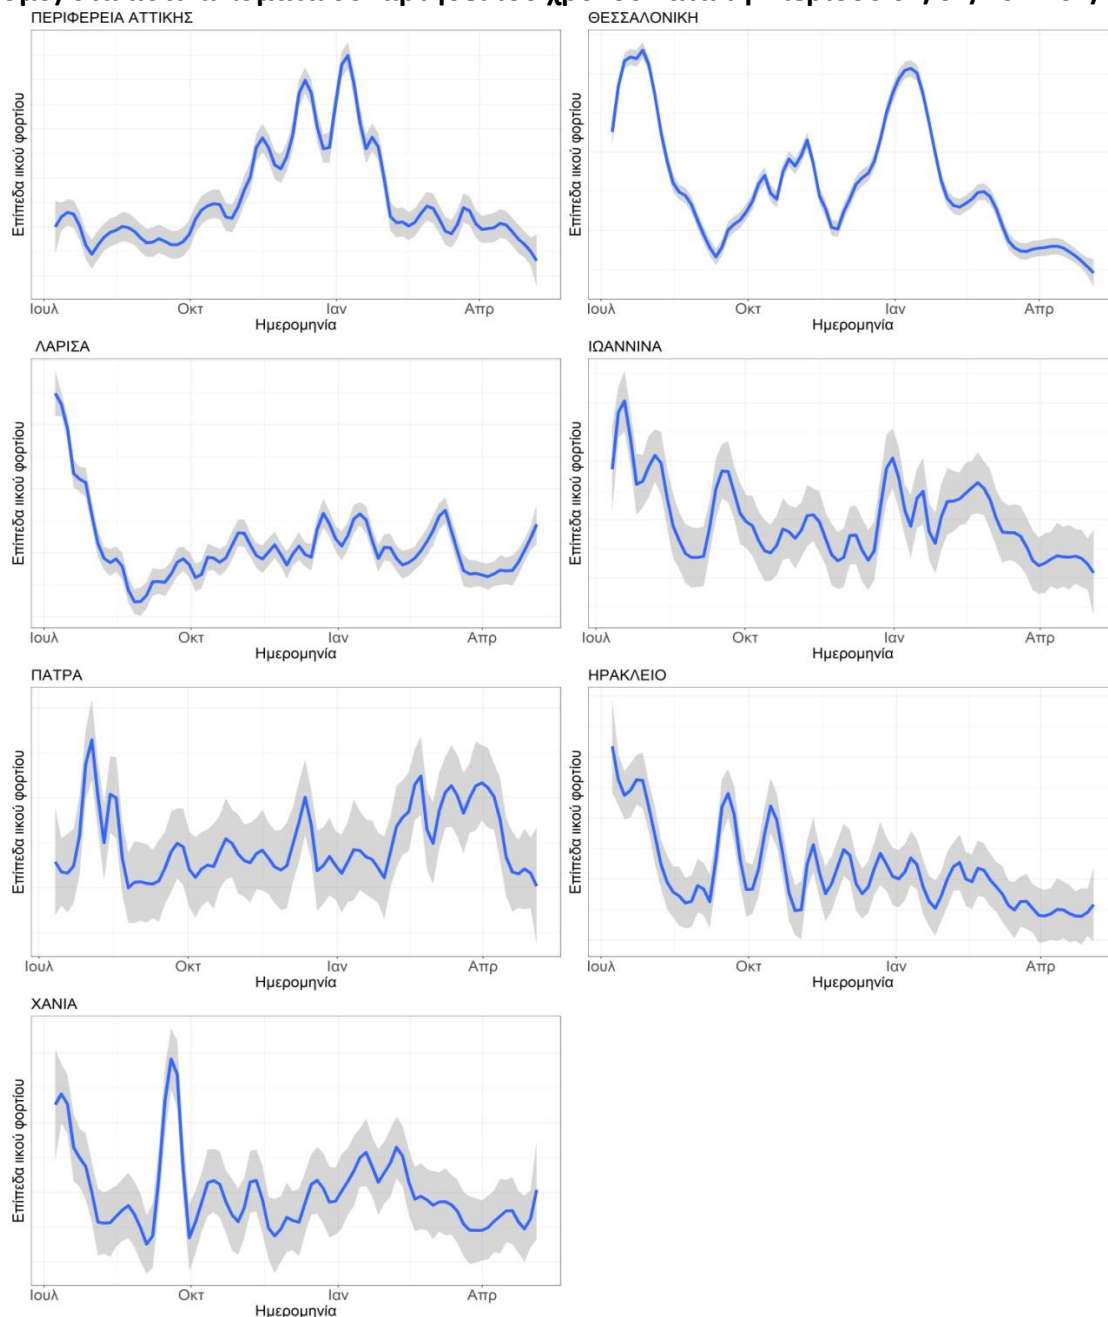 ΠΕΡΙΦΕΡΕΙΑ ΑΤΤΙΚΗΣ
Επίπεδα ιικού φορτίου
Ιουλ Οκτ Ιαν Απρ
Ημερομηνία
ΘΕΣΣΑΛΟΝΙΚΗ
Επίπεδα ιικού φορτίου
Ιουλ Οκτ Ιαν Απρ
Ημερομηνία
ΛΑΡΙΣΑ
Επίπεδα ιικού φορτίου
Ιουλ Οκτ Ιαν Απρ
Ημερομηνία
ΙΩΑΝΝΙΝΑ
Επίπεδα ιικού φορτίου
Ιουλ Οκτ Ιαν Απρ
Ημερομηνία
ΠΑΤΡΑ
Επίπεδα ιικού φορτίου
Ιουλ Οκτ Ιαν Απρ
Ημερομηνία
ΗΡΑΚΛΕΙΟ
Επίπεδα ιικού φορτίου
Ιουλ Οκτ Ιαν Απρ
Ημερομηνία
ΧΑΝΙΑ
Επίπεδα ιικού φορτίου
Ιουλ Οκτ Ιαν Απρ
Ημερομηνία